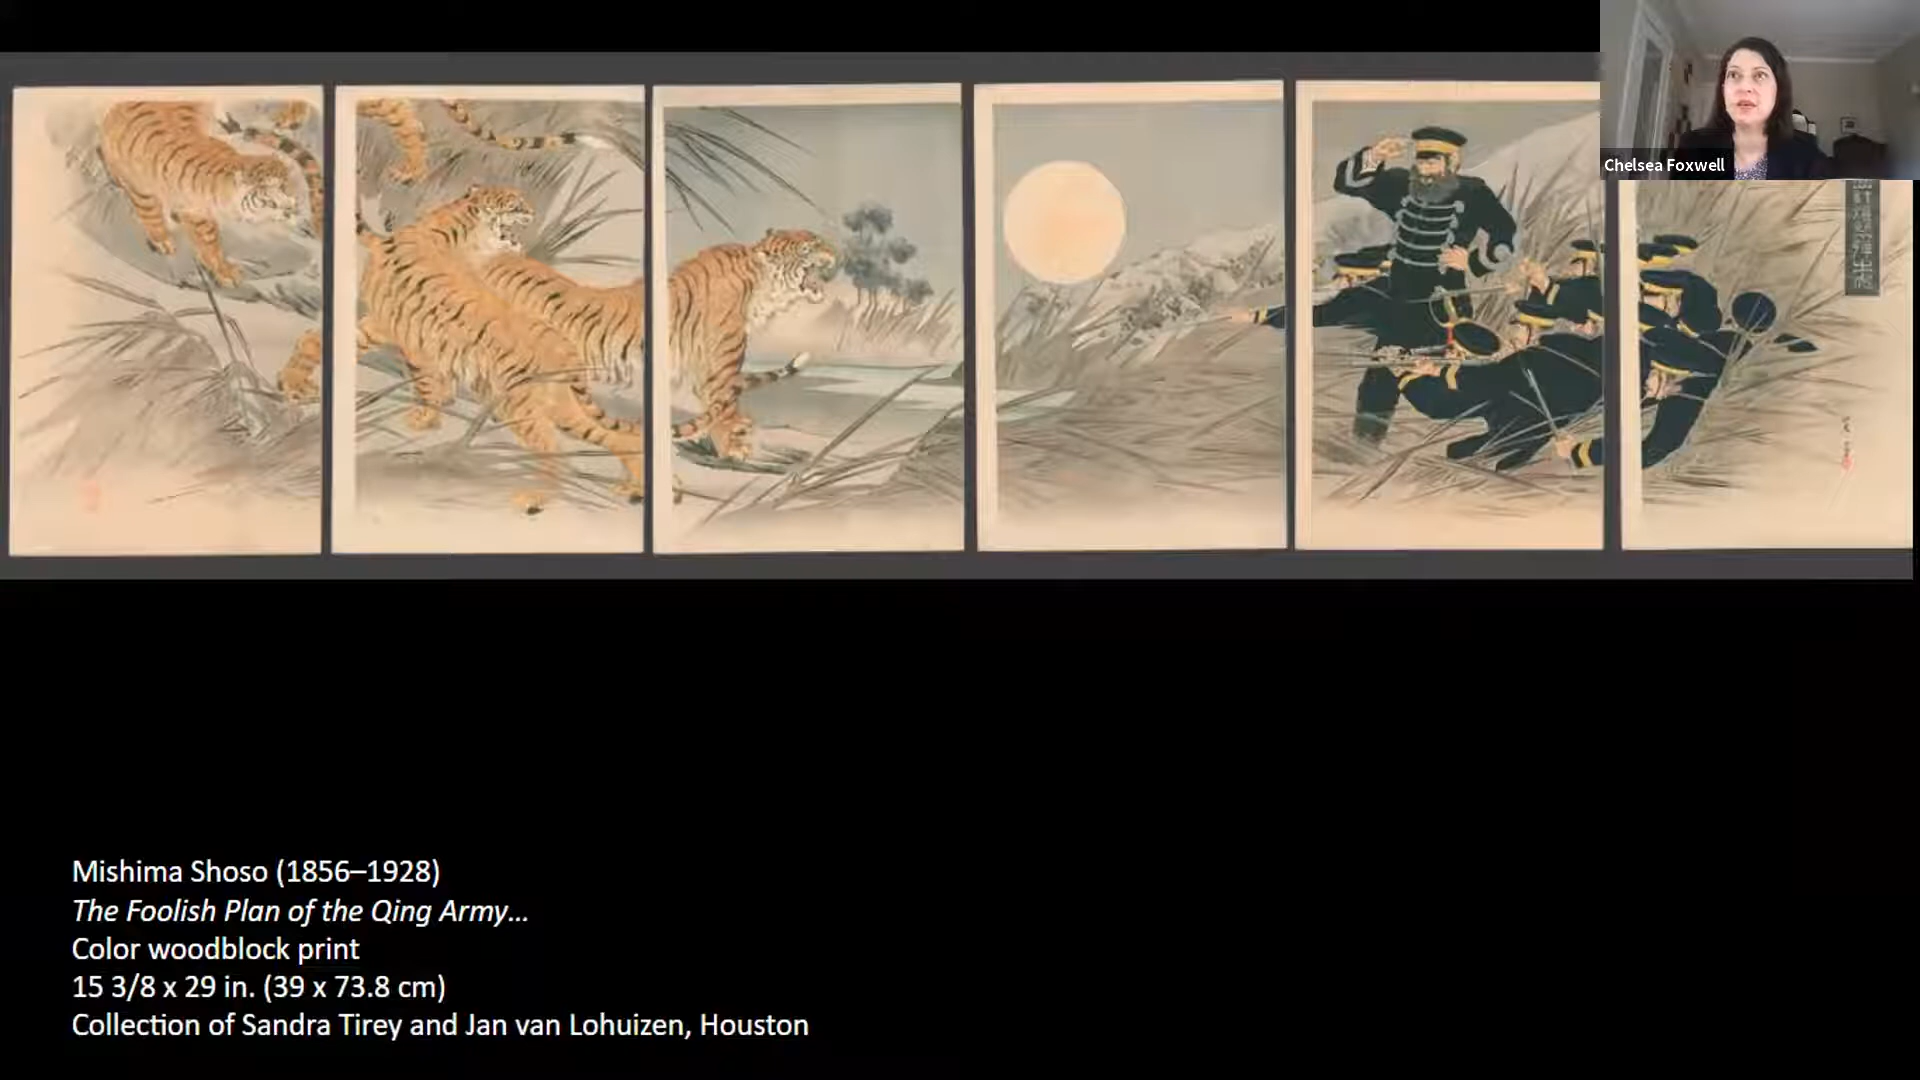 Chelsea Foxwell
Mishima Shoso (1856–1928)
The Foolish Plan of the Qing Army...
Color woodblock print
15 3/8 x 29 in. (39 x 73.8 cm)
Collection of Sandra Tirey and Jan van Lohuizen, Houston